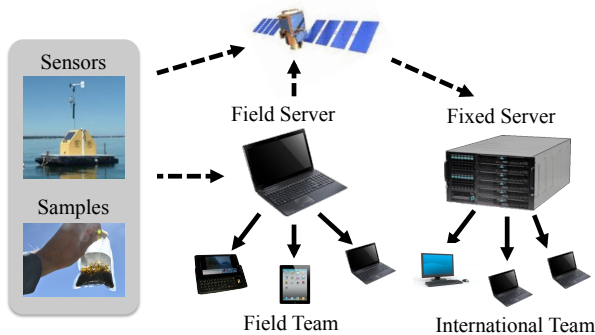 Sensors
Samples
Field Server
Fixed Server
Field Team
International Team